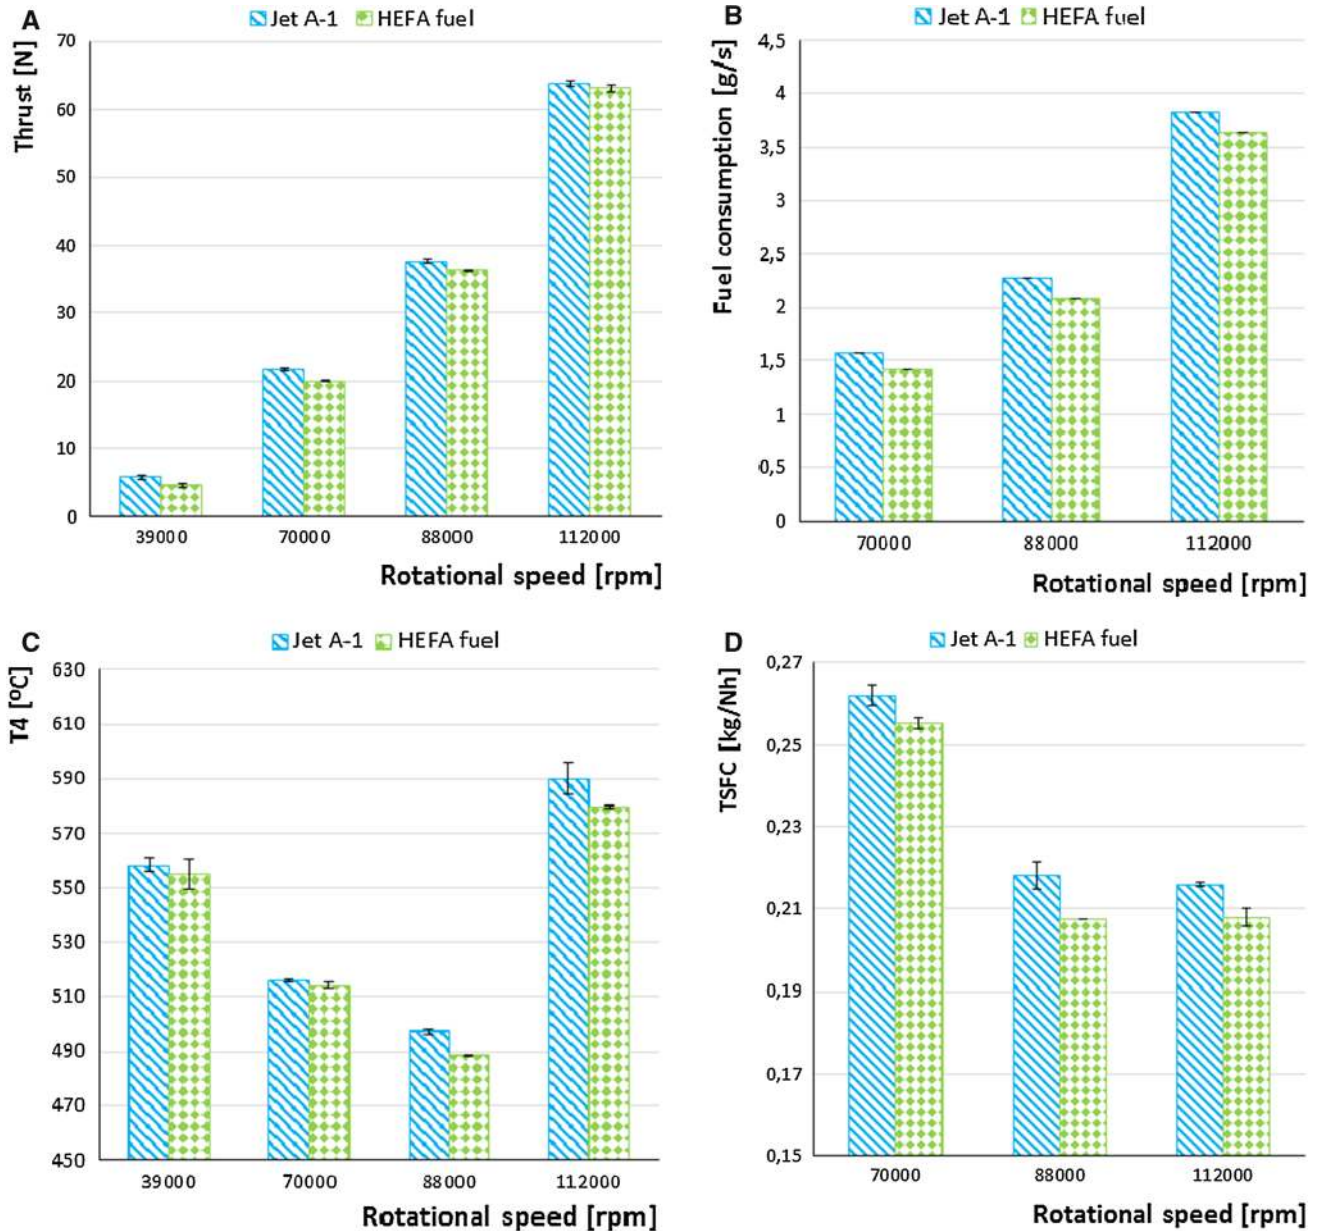 A
Jet A-1 HEFA fuel
Thrust [N]
70
60
50
40
30
20
10
0
39000 70000 88000 112000
Rotational speed [rpm]
B
Jet A-1 HEFA fuel
Fuel consumption [g/s]
4,5
4
3,5
3
2,5
2
1,5
1
0,5
0
70000 88000 112000
Rotational speed [rpm]
C
Jet A-1 HEFA fuel
T4 [ºC]
630
610
590
570
550
530
510
490
470
450
39000 70000 88000 112000
Rotational speed [rpm]
D
Jet A-1 HEFA fuel
TSFC [kg/Nh]
0,27
0,25
0,23
0,21
0,19
0,17
0,15
70000 88000 112000
Rotational speed [rpm]